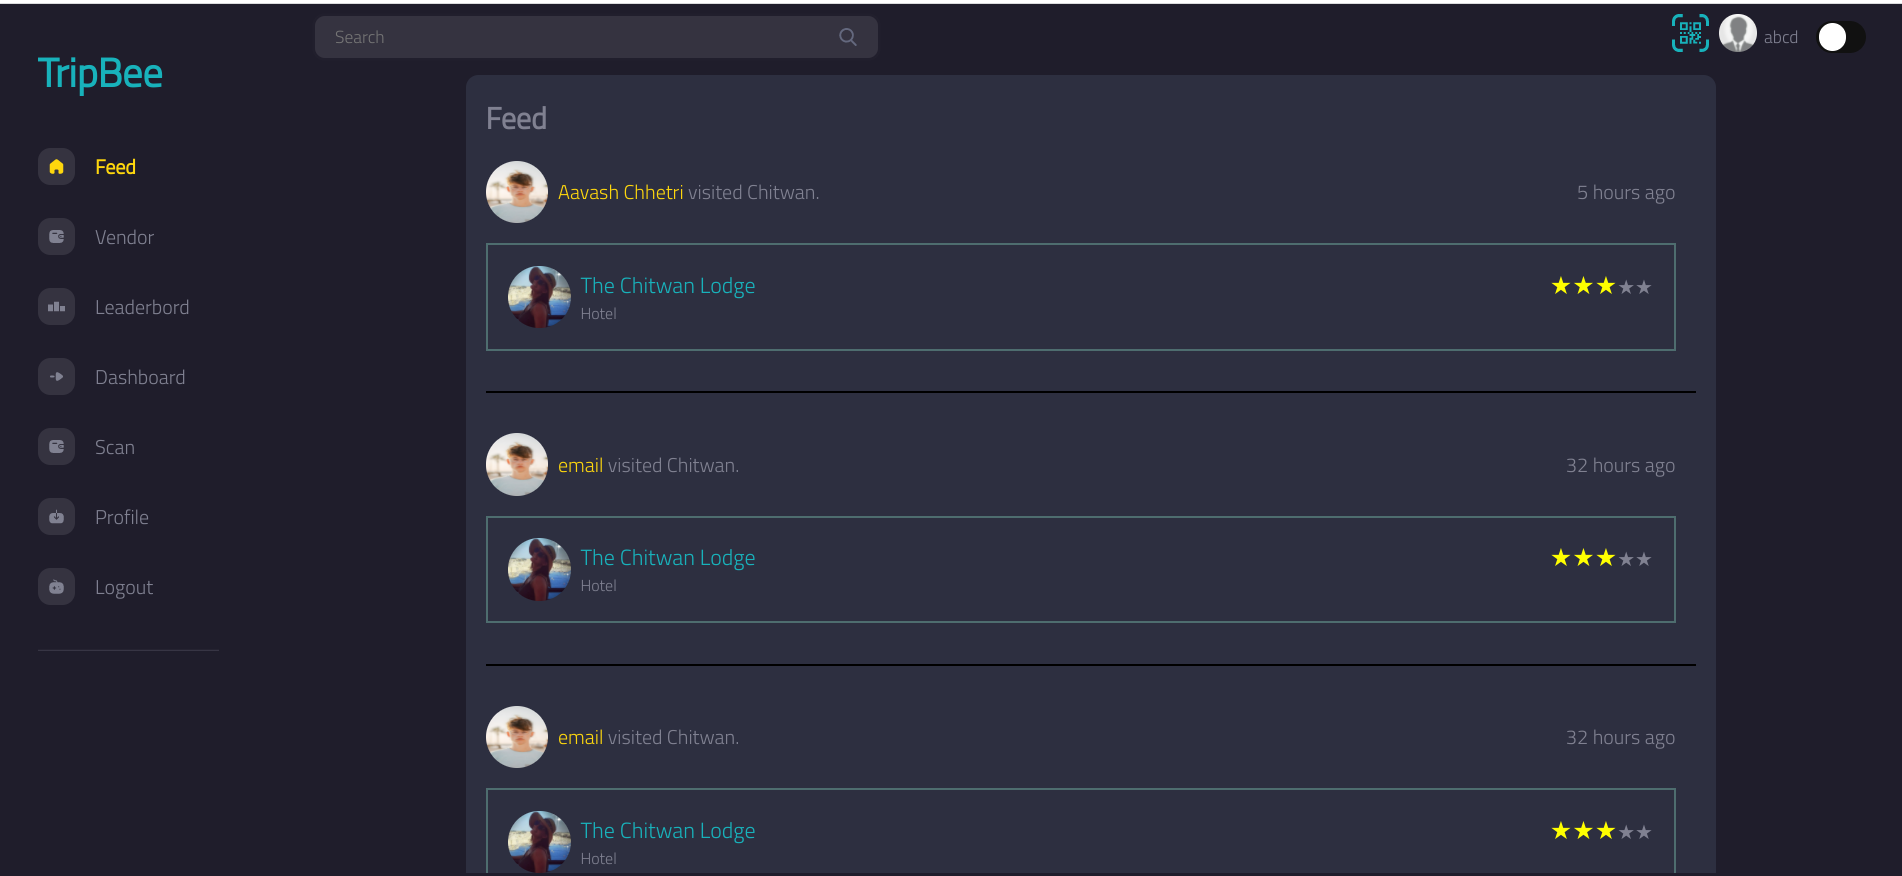 Search
abcd
TripBee
Feed
Vendor
Leaderbord
Dashboard
Scan
Profile
Logout
Feed
Aavash Chhetri visited Chitwan.
5 hours ago
The Chitwan Lodge
Hotel
email visited Chitwan.
32 hours ago
The Chitwan Lodge
Hotel
email visited Chitwan.
32 hours ago
The Chitwan Lodge
Hotel